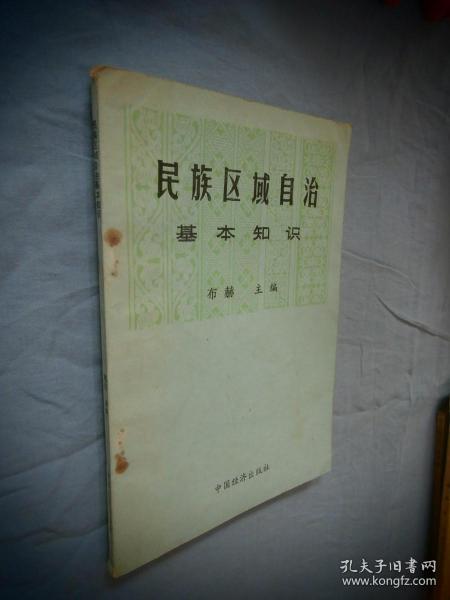 民族区域自治
基本知识
布赫 主编
中国经济出版社
孔夫子旧书网
www.kongfz.com